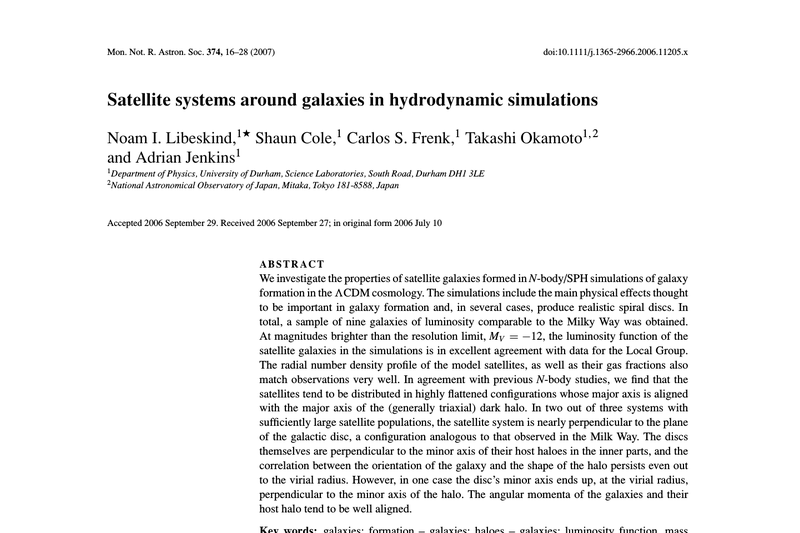 Mon. Not. R. Astron. Soc. 374, 16–28 (2007)
doi:10.1111/j.1365-2966.2006.11205.x
Satellite systems around galaxies in hydrodynamic simulations
Noam I. Libeskind,1★ Shaun Cole,1 Carlos S. Frenk,1 Takashi Okamoto1,2
and Adrian Jenkins1
1Department of Physics, University of Durham, Science Laboratories, South Road, Durham DH1 3LE
2National Astronomical Observatory of Japan, Mitaka, Tokyo 181-8588, Japan
Accepted 2006 September 29. Received 2006 September 27; in original form 2006 July 10
ABSTRACT
We investigate the properties of satellite galaxies formed in N-body/SPH simulations of galaxy
formation in the ΛCDM cosmology. The simulations include the main physical effects thought
to be important in galaxy formation and, in several cases, produce realistic spiral discs. In
total, a sample of nine galaxies of luminosity comparable to the Milky Way was obtained.
At magnitudes brighter than the resolution limit, MV = −12, the luminosity function of the
satellite galaxies in the simulations is in excellent agreement with data for the Local Group.
The radial number density profile of the model satellites, as well as their gas fractions also
match observations very well. In agreement with previous N-body studies, we find that the
satellites tend to be distributed in highly flattened configurations whose major axis is aligned
with the major axis of the (generally triaxial) dark halo. In two out of three systems with
sufficiently large satellite populations, the satellite system is nearly perpendicular to the plane
of the galactic disc, a configuration analogous to that observed in the Milk Way. The discs
themselves are perpendicular to the minor axis of their host haloes in the inner parts, and the
correlation between the orientation of the galaxy and the shape of the halo persists even out
to the virial radius. However, in one case the disc's minor axis ends up, at the virial radius,
perpendicular to the minor axis of the halo. The angular momenta of the galaxies and their
host halo tend to be well aligned.
Key words: galaxies: formation – galaxies: haloes – galaxies: luminosity function, mass